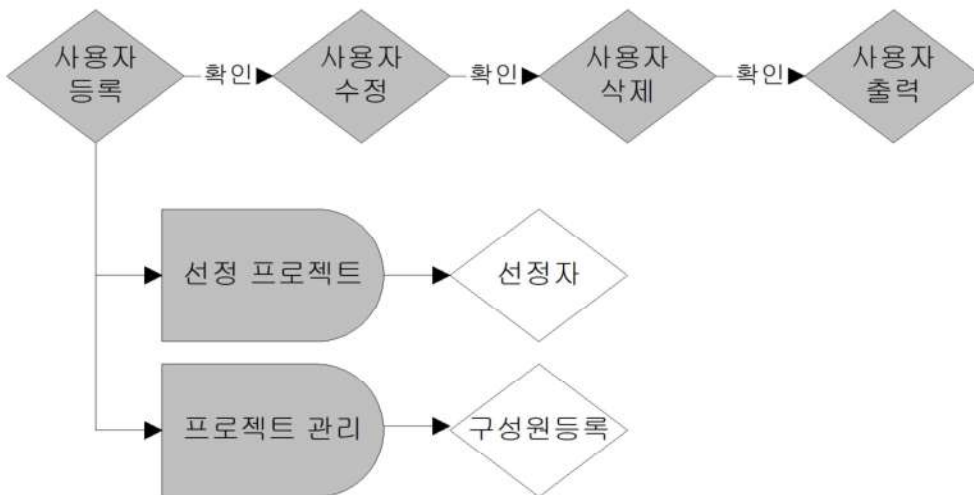 사용자
등록
확인
사용자
수정
확인
사용자
삭제
확인
사용자
출력
선정 프로젝트
선정자
프로젝트 관리
구성원등록